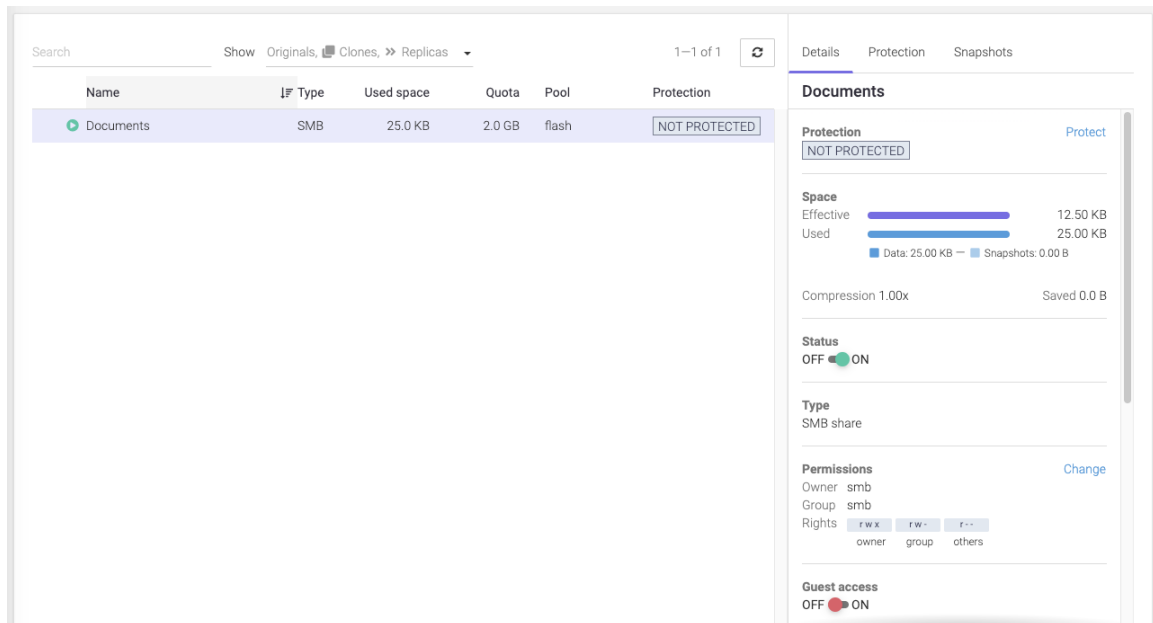 Search Show Originals, Clones, Replicas 1–1 of 1
Name Type Used space Quota Pool Protection
Documents SMB 25.0 KB 2.0 GB flash NOT PROTECTED
Details Protection Snapshots
Documents
Protection Protect
NOT PROTECTED
Space
Effective 12.50 KB
Used 25.00 KB
Data: 25.00 KB — Snapshots: 0.00 B
Compression 1.00x Saved 0.0 B
Status
OFF ON
Type
SMB share
Permissions Change
Owner smb
Group smb
Rights r w x r w - r - -
owner group others
Guest access
OFF ON